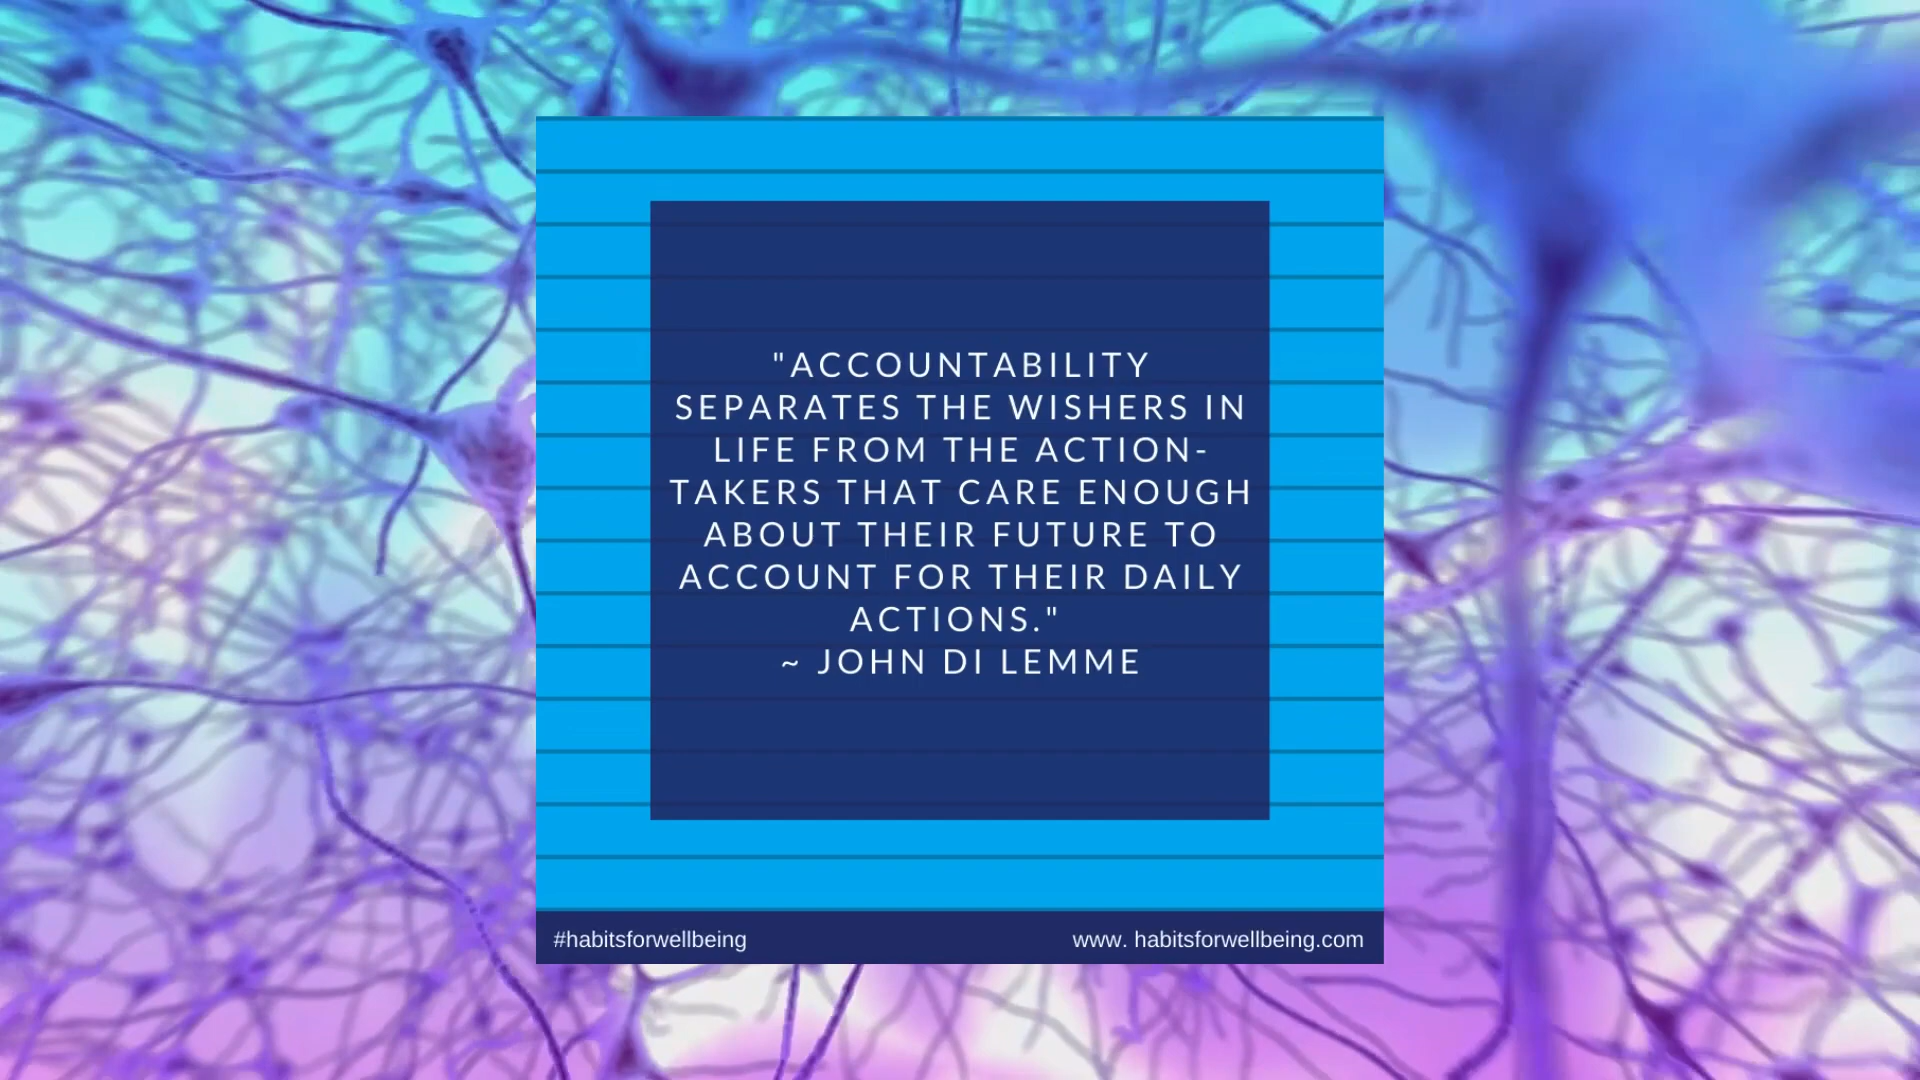 "ACCOUNTABILITY
SEPARATES THE WISHERS IN
LIFE FROM THE ACTION-
TAKERS THAT CARE ENOUGH
ABOUT THEIR FUTURE TO
ACCOUNT FOR THEIR DAILY
ACTIONS."
~ JOHN DI LEMME
#habitsforwellbeing
www. habitsforwellbeing.com